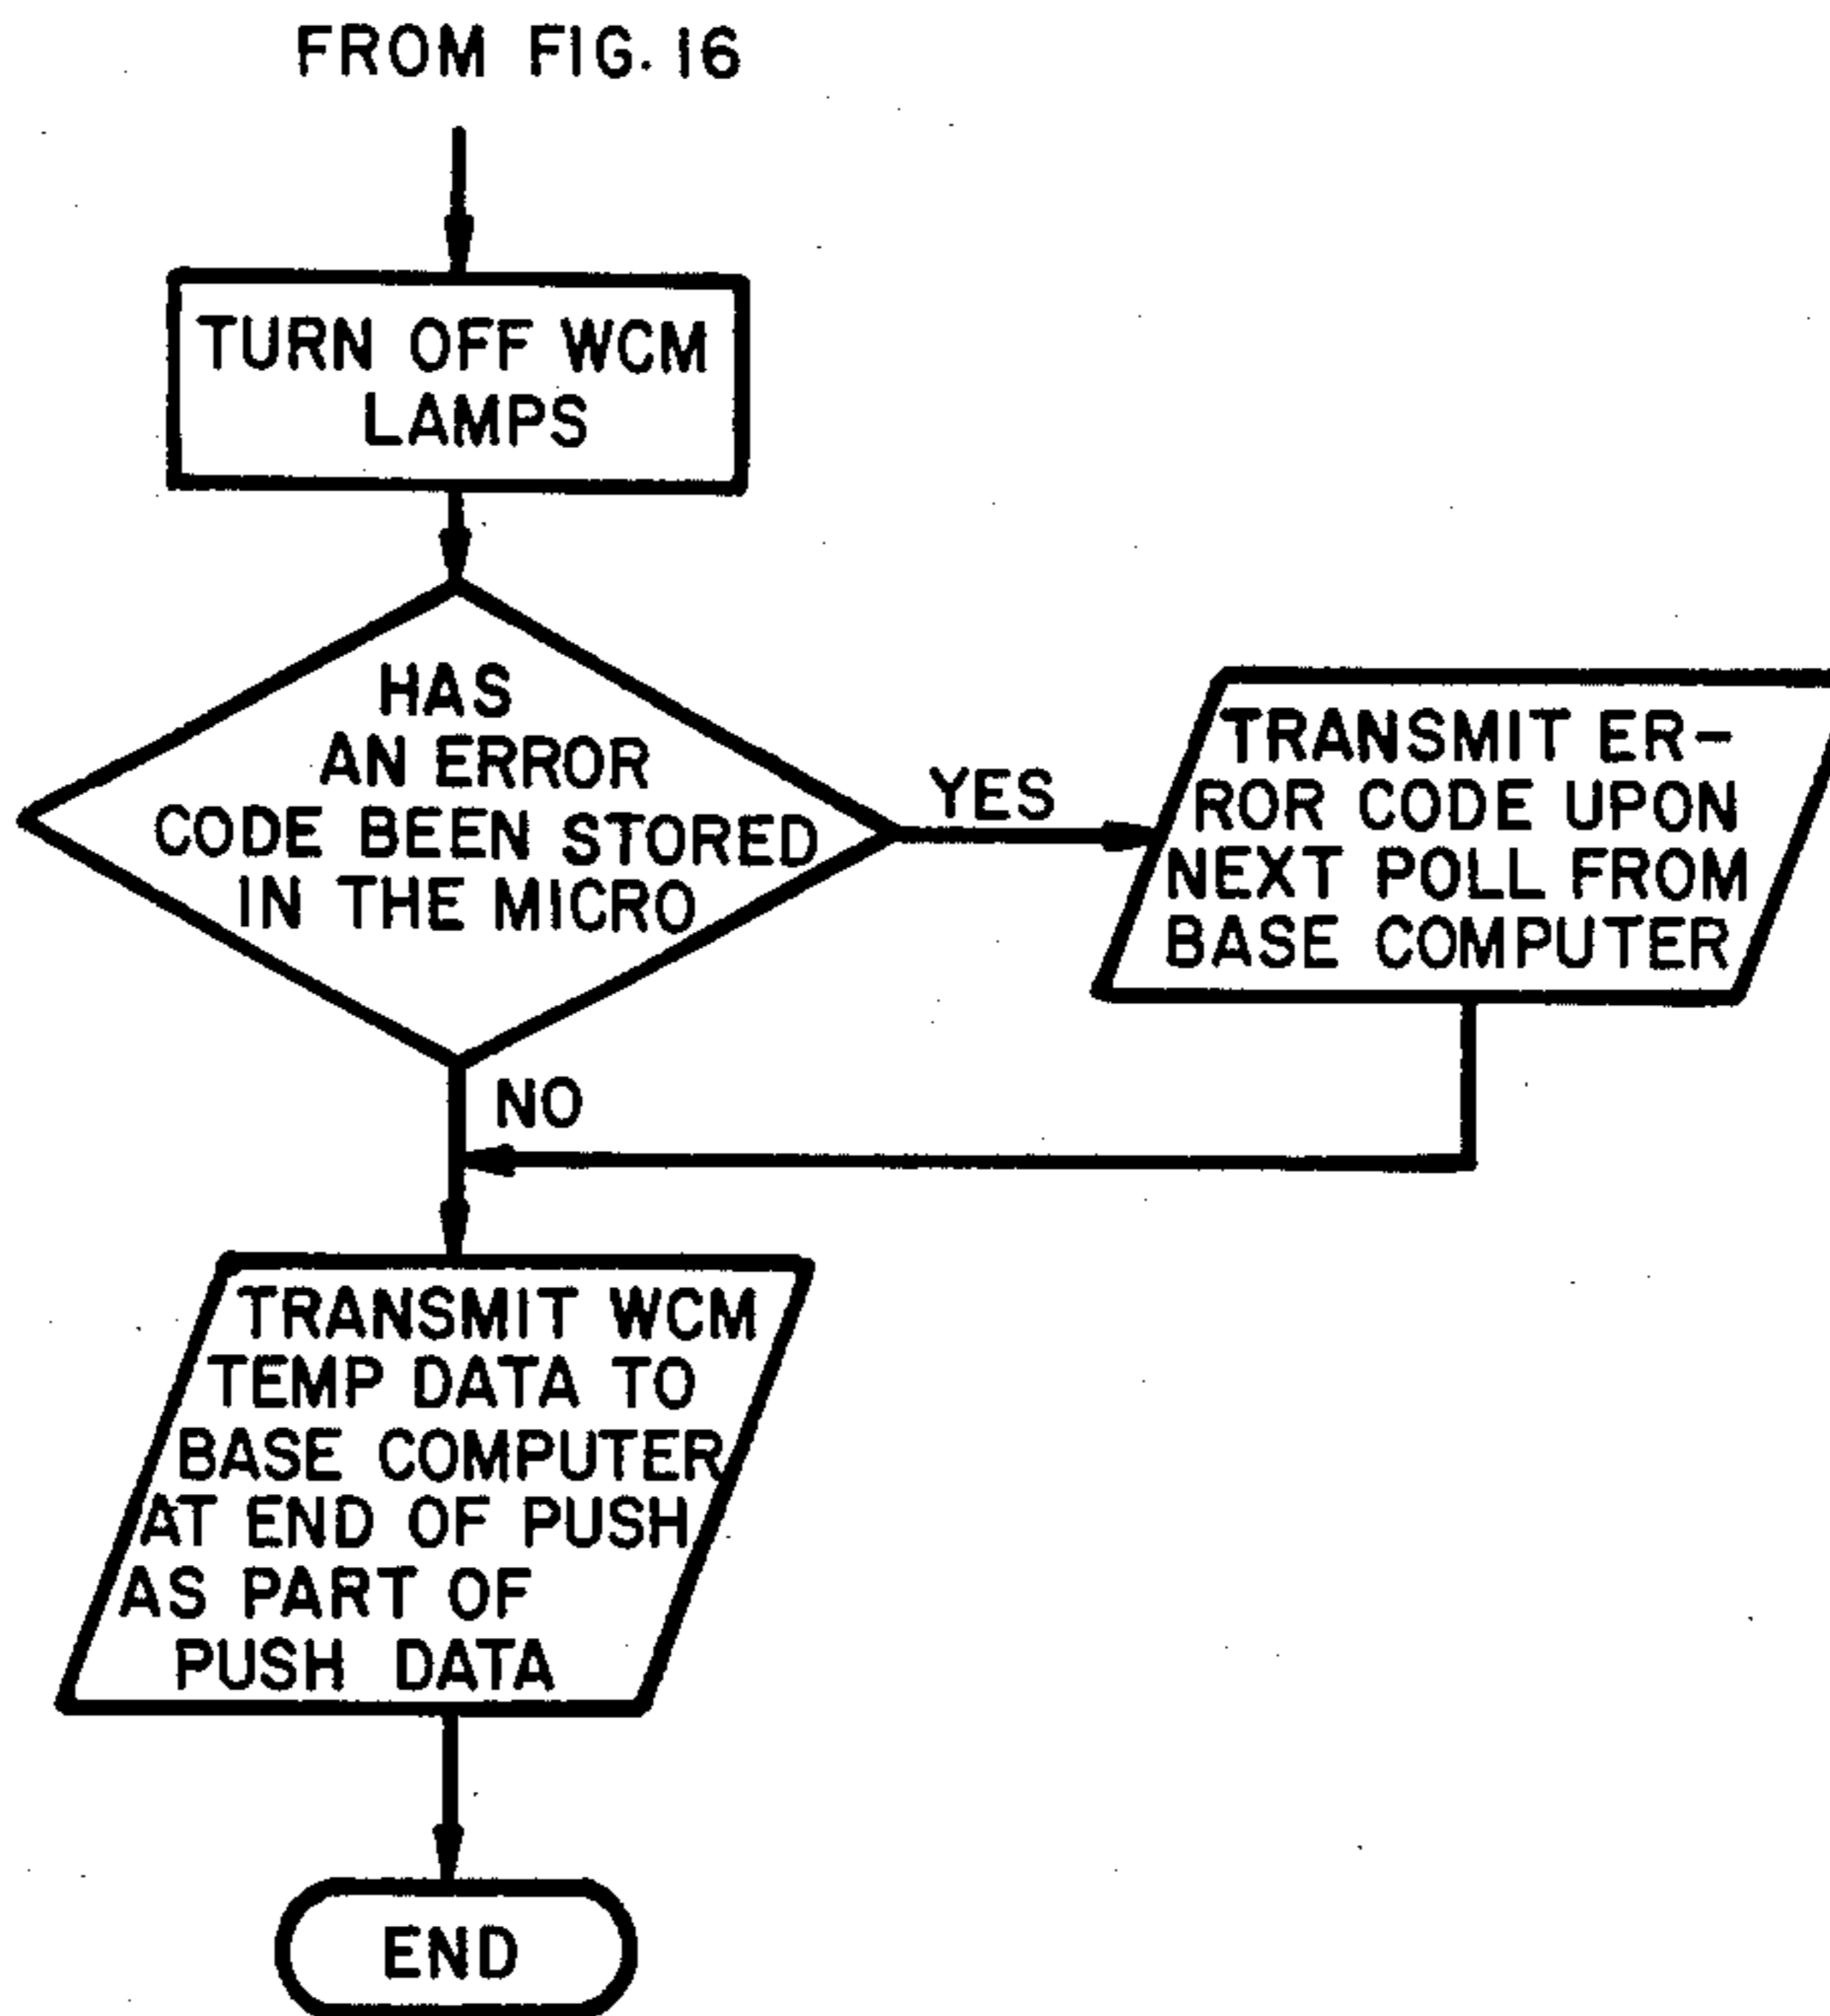 FROM FIG. 16
TURN OFF WCM
LAMPS
HAS
AN ERROR
CODE BEEN STORED
IN THE MICRO
YES
TRANSMIT ER-
ROR CODE UPON
NEXT POLL FROM
BASE COMPUTER
NO
TRANSMIT WCM
TEMP DATA TO
BASE COMPUTER
AT END OF PUSH
AS PART OF
PUSH DATA
END